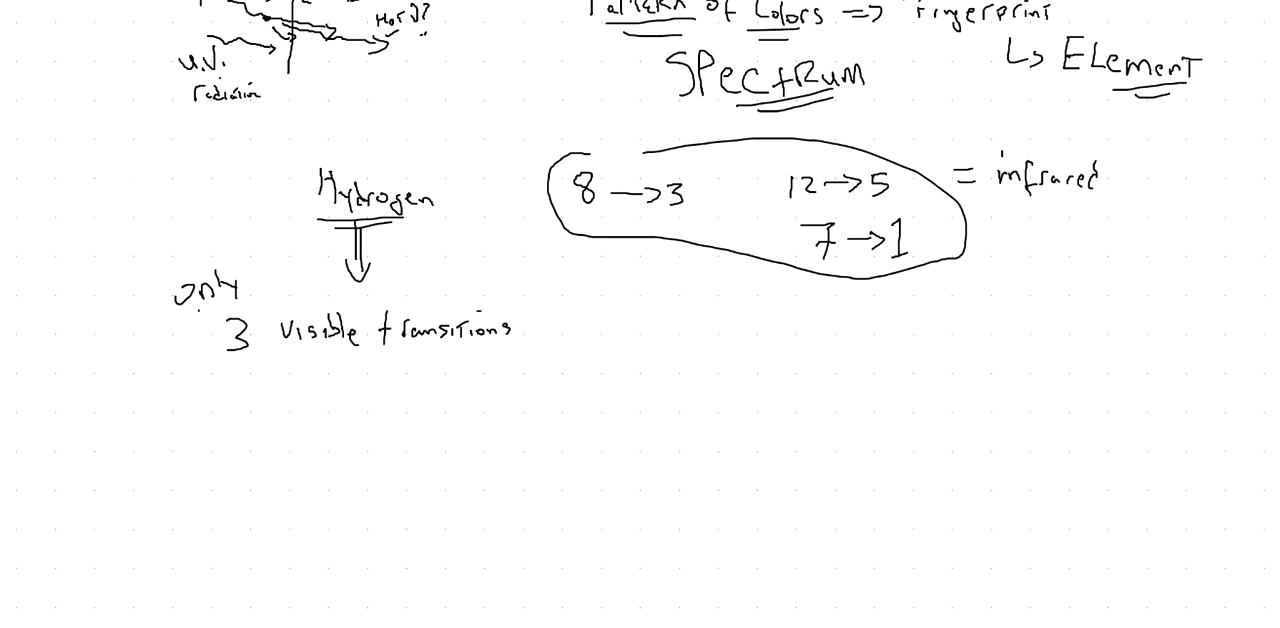 Pattern of Colors => Fingerprint
Hot??
U.V.
radiation
SPectRum
↳ ELemenT
Hydrogen
8 → 3
12 → 5
= infrared
7 → 1
only
3 visible transitions